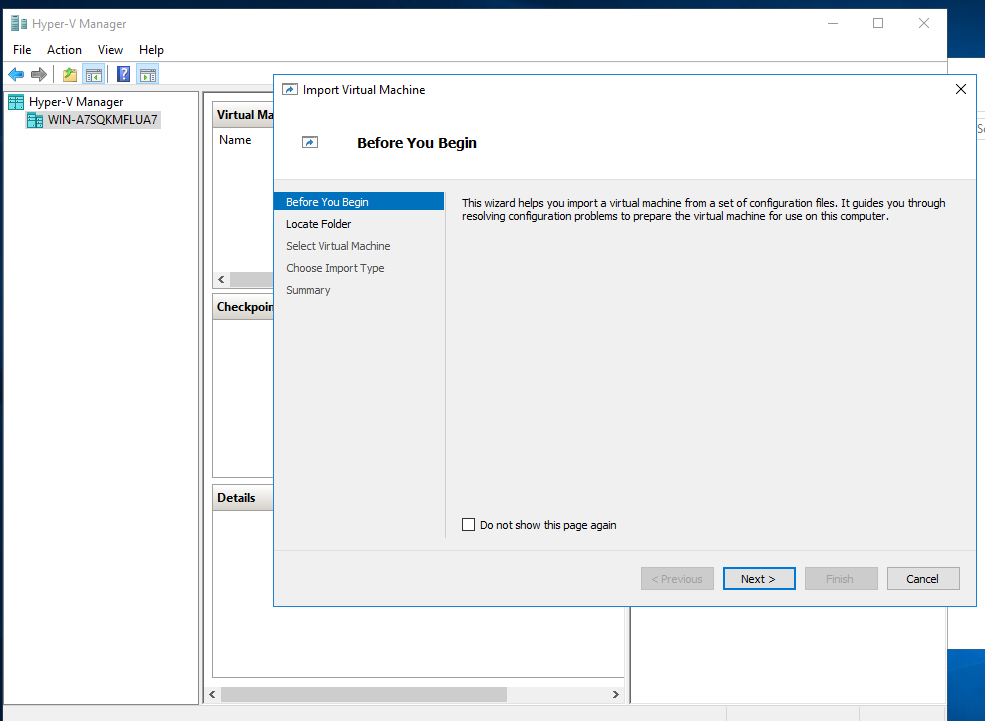 Hyper-V Manager
File Action View Help
Hyper-V Manager
WIN-A7SQKMFLUA7
Virtual Ma
Name
Checkpoin
Details
Import Virtual Machine
Before You Begin
Before You Begin
Locate Folder
Select Virtual Machine
Choose Import Type
Summary
This wizard helps you import a virtual machine from a set of configuration files. It guides you through
resolving configuration problems to prepare the virtual machine for use on this computer.
Do not show this page again
< Previous
Next >
Finish
Cancel